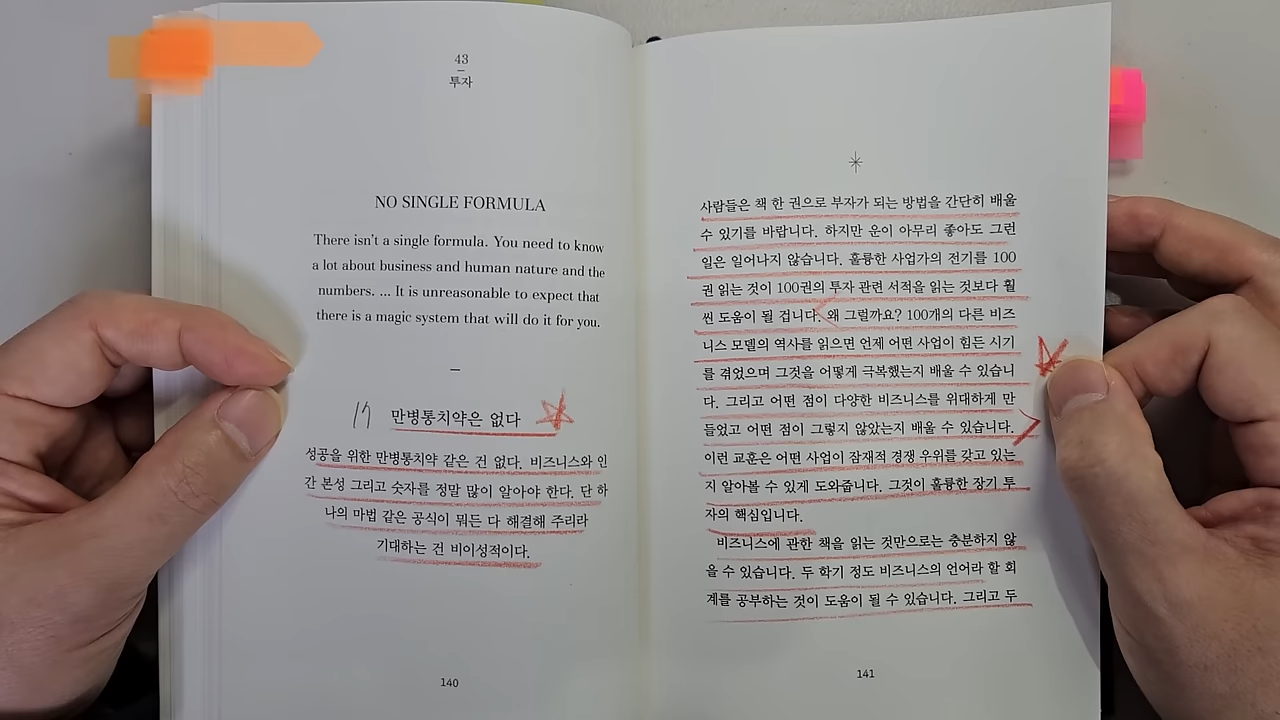 43
투자
NO SINGLE FORMULA
There isn't a single formula. You need to know
a lot about business and human nature and the
numbers. ... It is unreasonable to expect that
there is a magic system that will do it for you.
17 만병통치약은 없다
성공을 위한 만병통치약 같은 건 없다. 비즈니스와 인
간 본성 그리고 숫자를 정말 많이 알아야 한다. 단 하
나의 마법 같은 공식이 뭐든 다 해결해 주리라
기대하는 건 비이성적이다.
140
사람들은 책 한 권으로 부자가 되는 방법을 간단히 배울
수 있기를 바랍니다. 하지만 운이 아무리 좋아도 그런
일은 일어나지 않습니다. 훌륭한 사업가의 전기를 100
권 읽는 것이 100권의 투자 관련 서적을 읽는 것보다 훨
씬 도움이 될 겁니다. 왜 그럴까요? 100개의 다른 비즈
니스 모델의 역사를 읽으면 언제 어떤 사업이 힘든 시기
를 겪었으며 그것을 어떻게 극복했는지 배울 수 있습니
다. 그리고 어떤 점이 다양한 비즈니스를 위대하게 만
들었고 어떤 점이 그렇지 않았는지 배울 수 있습니다.
이런 교훈은 어떤 사업이 잠재적 경쟁 우위를 갖고 있는
지 알아볼 수 있게 도와줍니다. 그것이 훌륭한 장기 투
자의 핵심입니다.
비즈니스에 관한 책을 읽는 것만으로는 충분하지 않
을 수 있습니다. 두 학기 정도 비즈니스의 언어라 할 회
계를 공부하는 것이 도움이 될 수 있습니다. 그리고 두
141